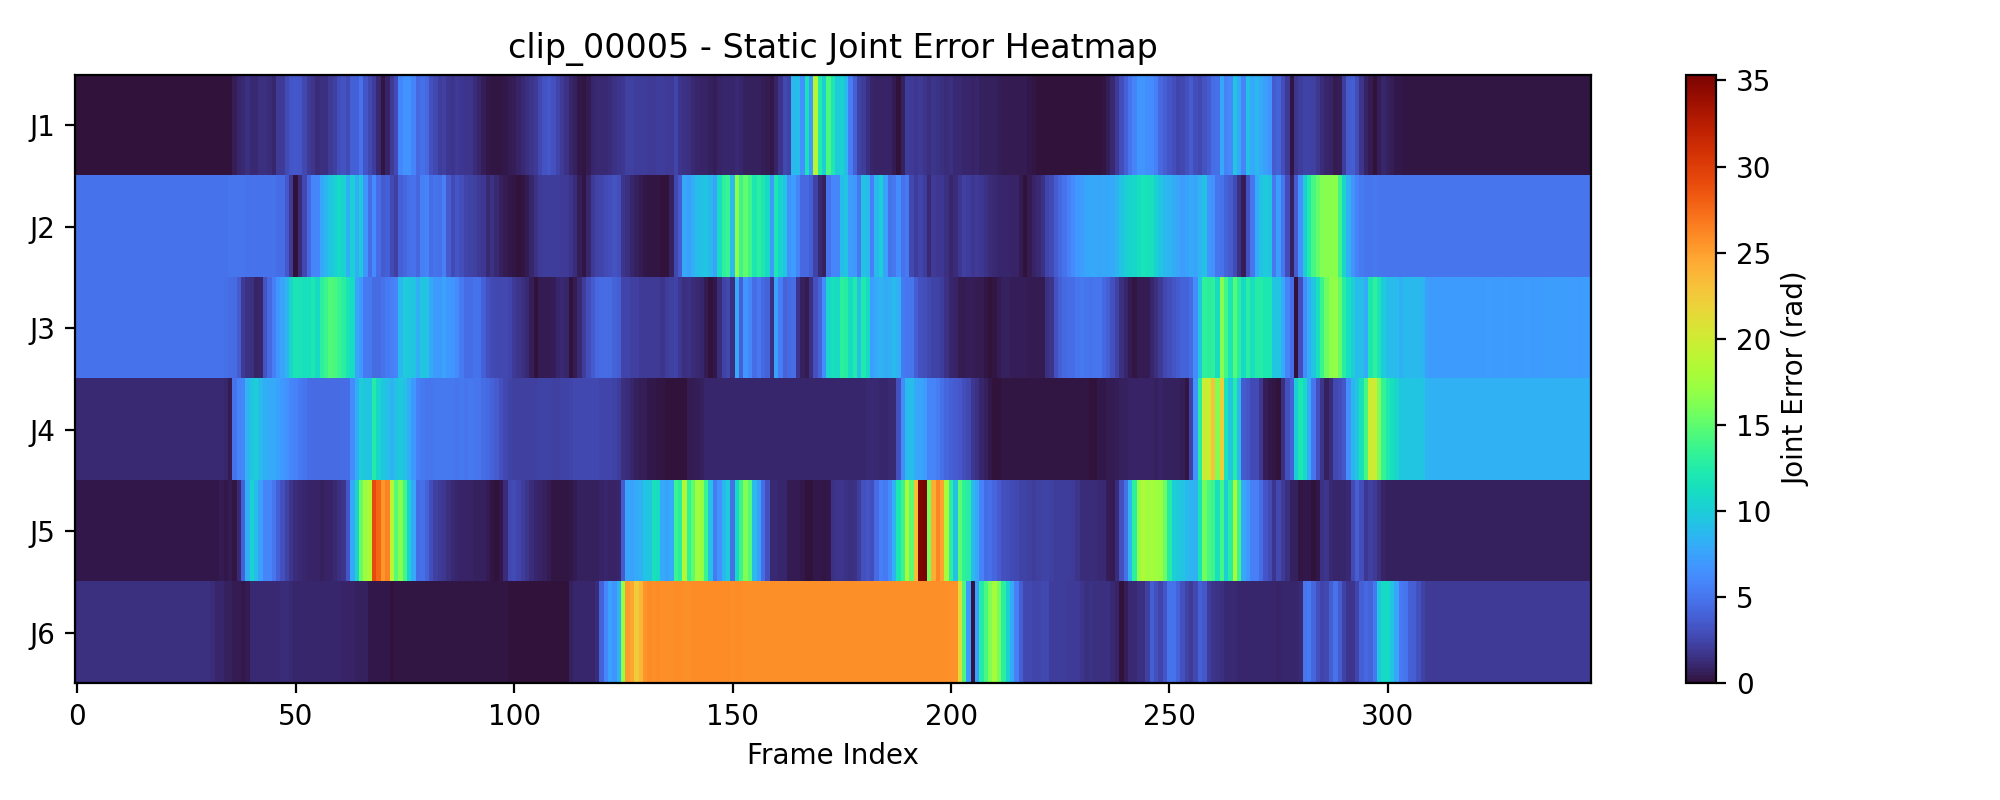 clip_00005 - Static Joint Error Heatmap
J1
J2
J3
J4
J5
J6
0 50 100 150 200 250 300
Frame Index
35
30
25
20
15
10
5
0
Joint Error (rad)